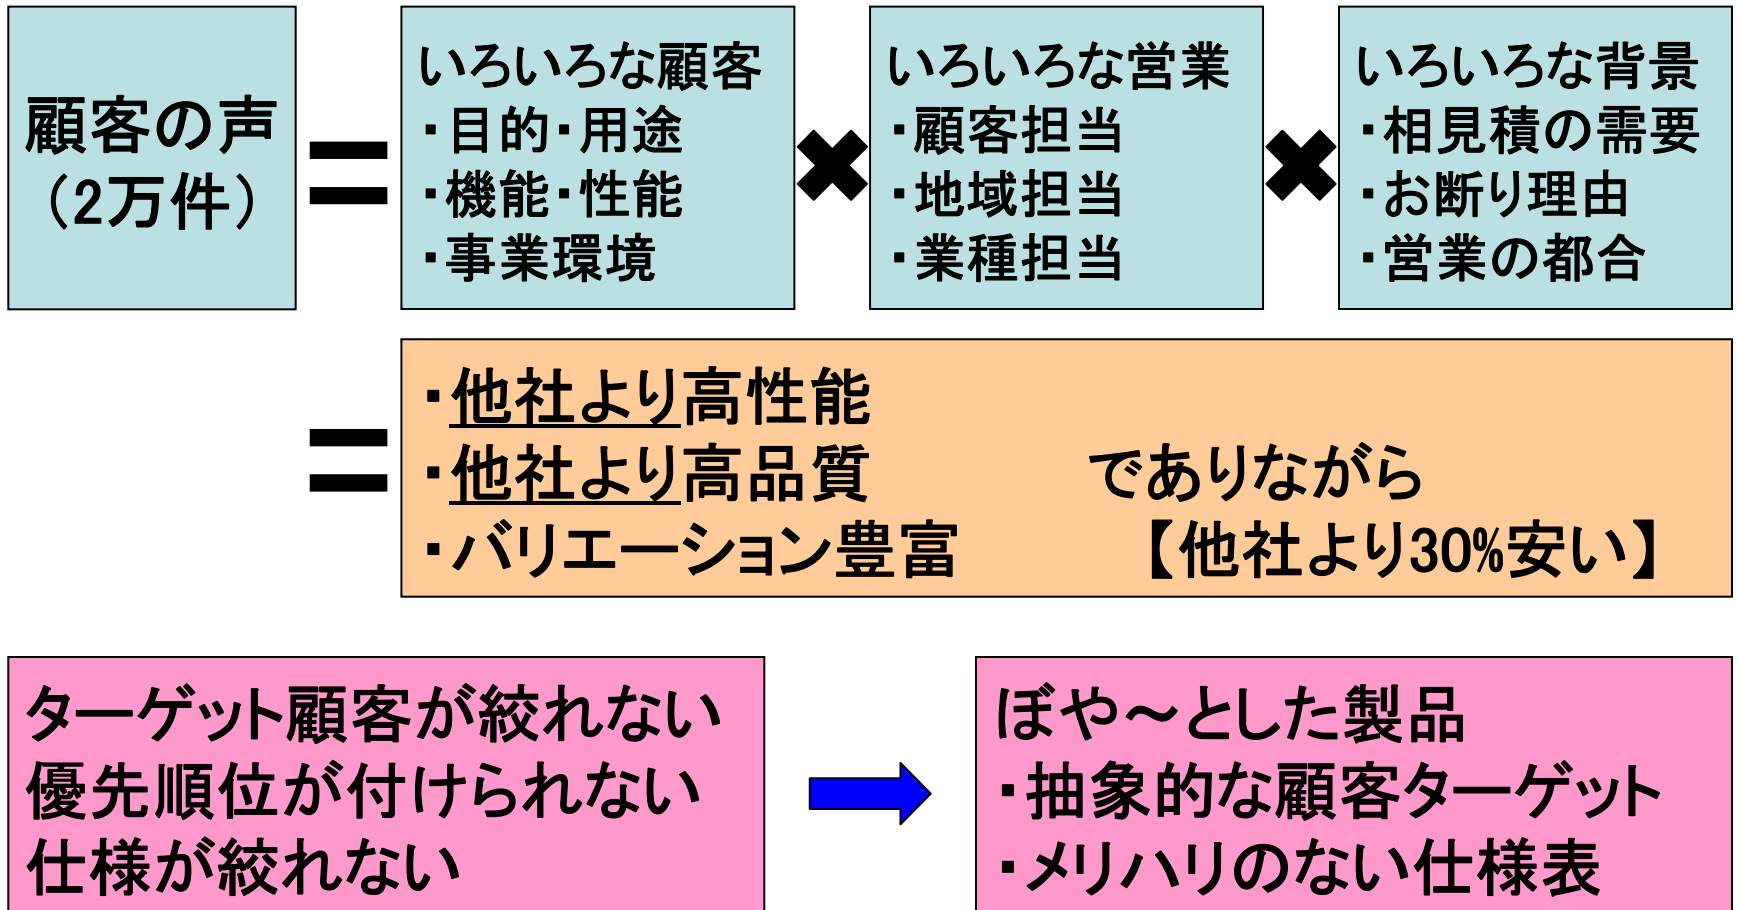 顧客の声
（2万件）
＝
いろいろな顧客
・目的・用途
・機能・性能
・事業環境
✖
いろいろな営業
・顧客担当
・地域担当
・業種担当
✖
いろいろな背景
・相見積の需要
・お断り理由
・営業の都合
＝
・他社より高性能
・他社より高品質　でありながら
・バリエーション豊富　【他社より30%安い】
ターゲット顧客が絞れない
優先順位が付けられない
仕様が絞れない
ぼや～とした製品
・抽象的な顧客ターゲット
・メリハリのない仕様表